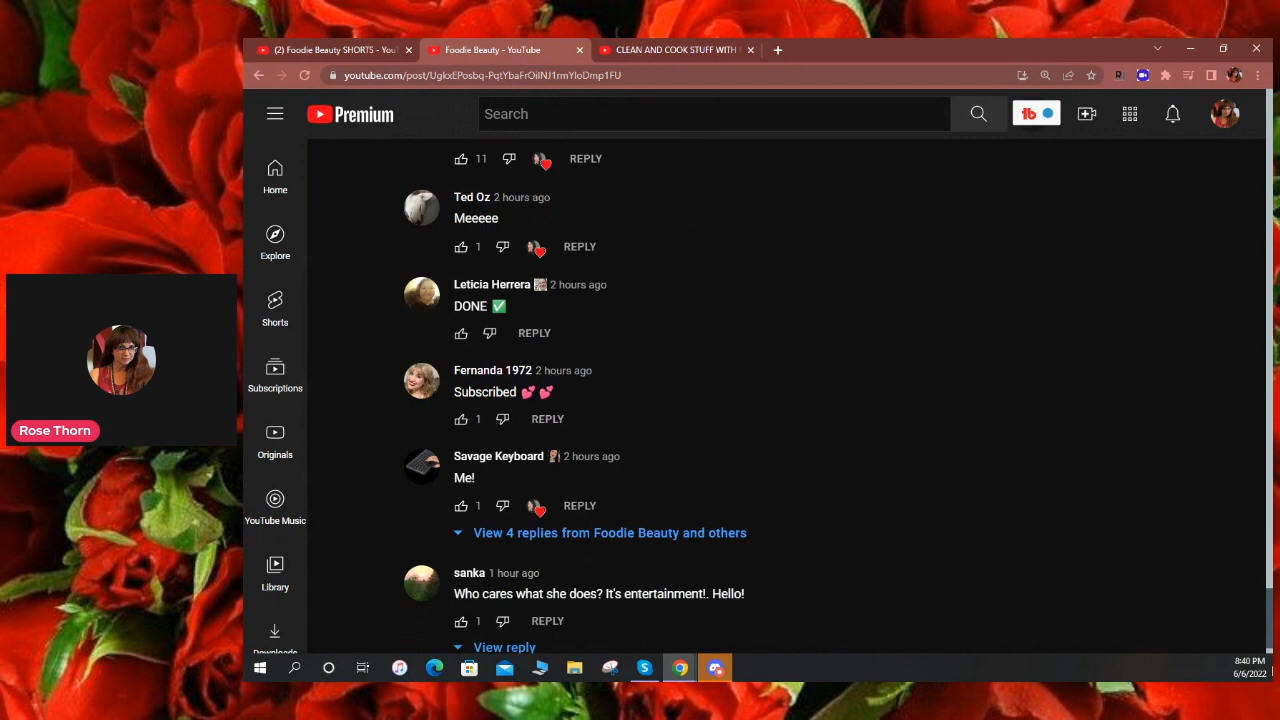 (2) Foodie Beauty SHORTS - You
Foodie Beauty - YouTube
CLEAN AND COOK STUFF WITH
youtube.com/post/UgkxEPosbq-PqtYbaFrOiINJ1rmYIoDmp1FU
Premium
Search
11
REPLY
Home
Ted Oz 2 hours ago
Meeeee
1
REPLY
Explore
Leticia Herrera 2 hours ago
DONE ✅
REPLY
Shorts
Fernanda 1972 2 hours ago
Subscribed 💕 💕
1
REPLY
Subscriptions
Rose Thorn
Originals
Savage Keyboard 2 hours ago
Me!
1
REPLY
View 4 replies from Foodie Beauty and others
YouTube Music
sanka 1 hour ago
Who cares what she does? It's entertainment!. Hello!
1
REPLY
View reply
Library
Downloads
8:40 PM
6/6/2022